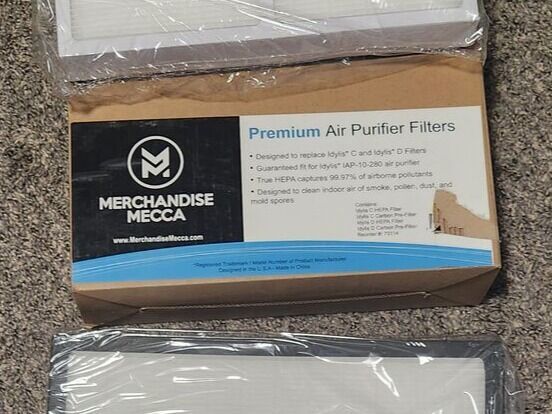 MERCHANDISE
MECCA
www.MerchandiseMecca.com
Premium Air Purifier Filters
• Designed to replace Idylis® C and Idylis® D Filters
• Guaranteed fit for Idylis® IAP-10-280 air purifier
• True HEPA captures 99.97% of airborne pollutants
• Designed to clean indoor air of smoke, pollen, dust, and
mold spores
Contains:
Idylis C HEPA Filter
Idylis C Carbon Pre-Filter
Idylis D HEPA Filter
Idylis D Carbon Pre-Filter
Reorder #: 73114
*Registered Trademark / Model Number of Product Manufacturer
Designed in the U.S.A - Made in China